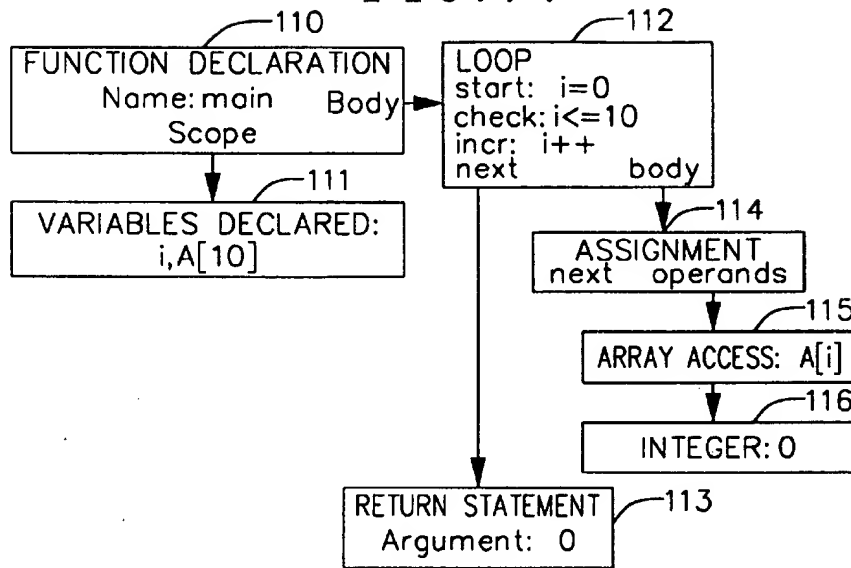 110
FUNCTION DECLARATION
Name: main Body
Scope
111
VARIABLES DECLARED:
i,A[10]
112
LOOP
start: i=0
check: i<=10
incr: i++
next body
114
ASSIGNMENT
next operands
115
ARRAY ACCESS: A[i]
116
INTEGER: 0
RETURN STATEMENT
Argument: 0
113